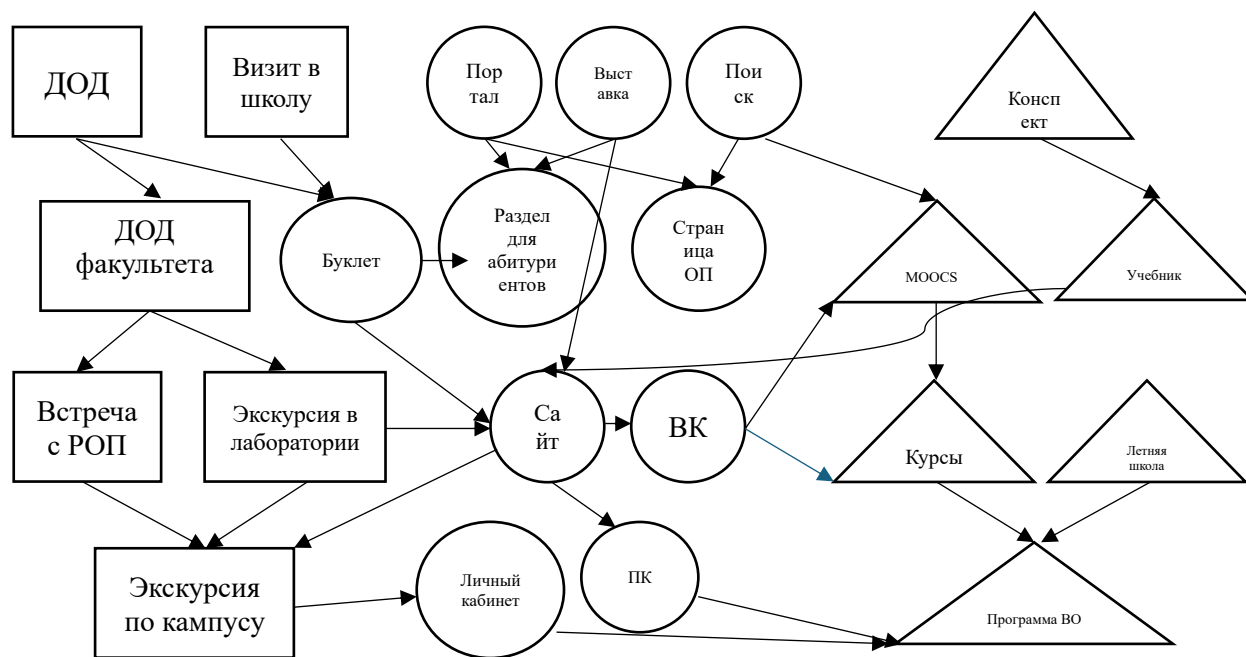 ДОД
Визит в
школу
Пор
тал
Выст
авка
Пои
ск
Консп
ект
ДОД
факультета
Буклет
Раздел
для
абитури
ентов
Стран
ица
ОП
MOOCS
Учебник
Встреча
с РОП
Экскурсия в
лаборатории
Са
йт
ВК
Курсы
Летняя
школа
Экскурсия
по кампусу
Личный
кабинет
ПК
Программа ВО